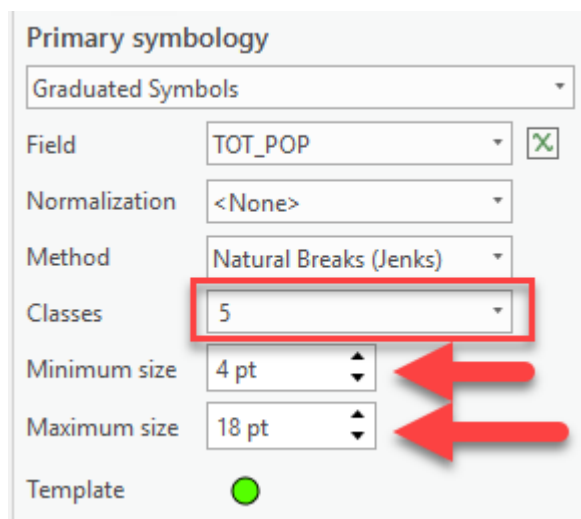 Primary symbology
Graduated Symbols
Field TOT_POP
Normalization <None>
Method Natural Breaks (Jenks)
Classes 5
Minimum size 4 pt
Maximum size 18 pt
Template